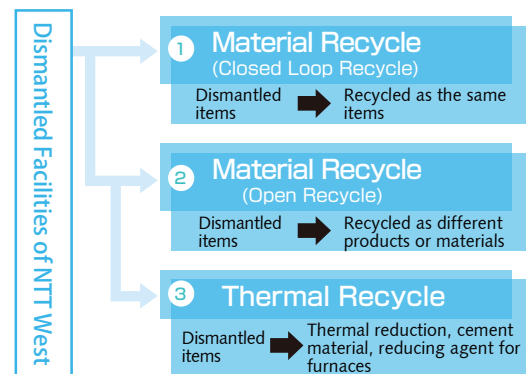 Dismantled Facilities of NTT West
1 Material Recycle
(Closed Loop Recycle)
Dismantled
items
Recycled as the same
items
2 Material Recycle
(Open Recycle)
Dismantled
items
Recycled as different
products or materials
3 Thermal Recycle
Dismantled
items
Thermal reduction, cement
material, reducing agent for
furnaces